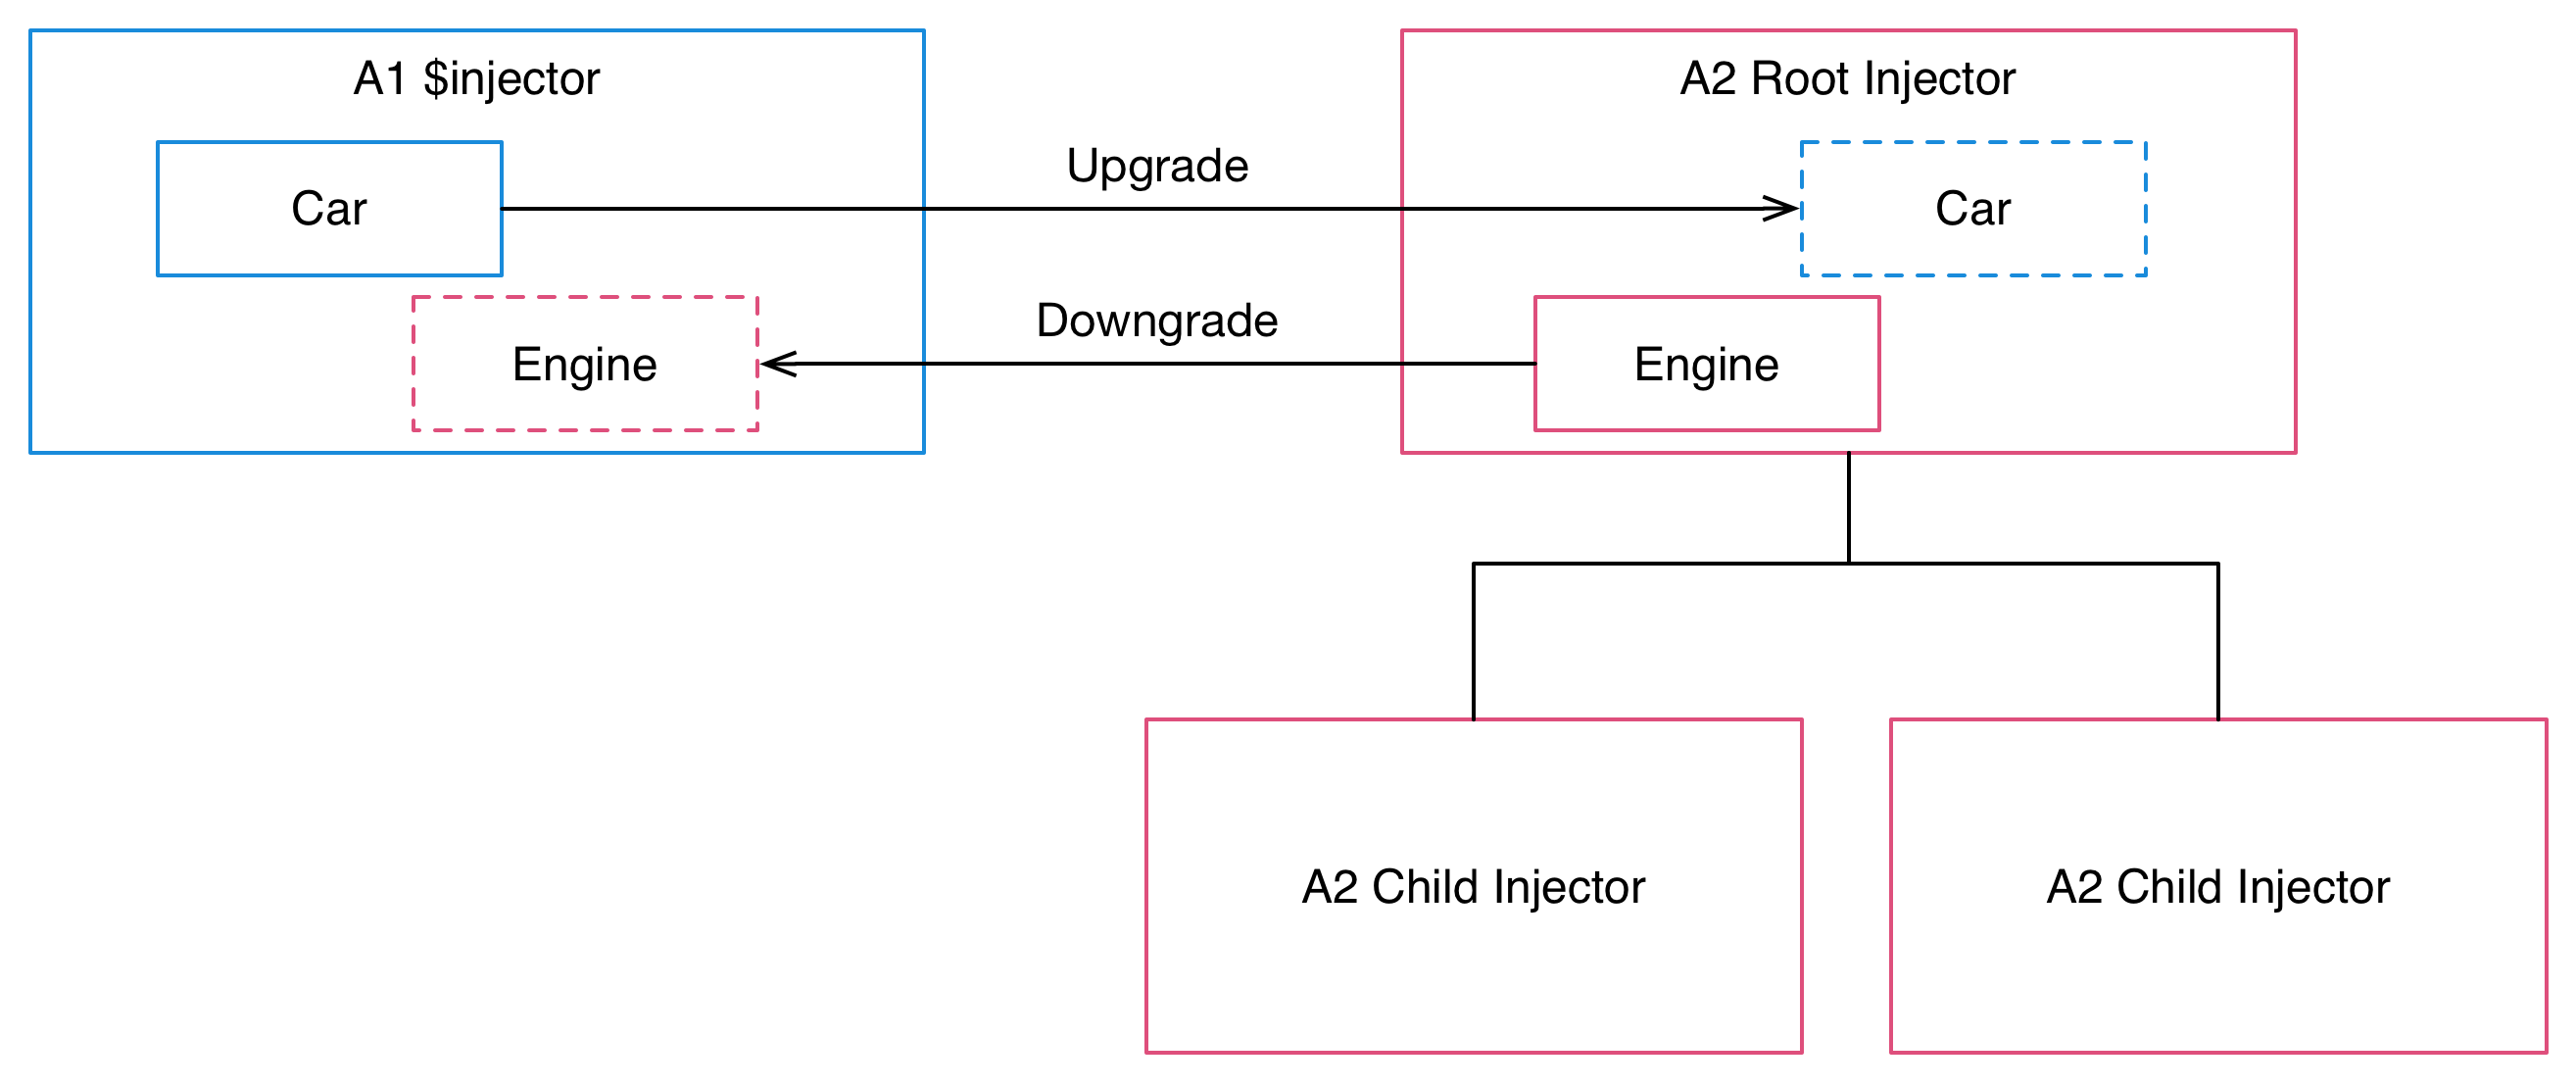 A1 $injector
Car
Engine
Upgrade
Downgrade
A2 Root Injector
Car
Engine
A2 Child Injector
A2 Child Injector